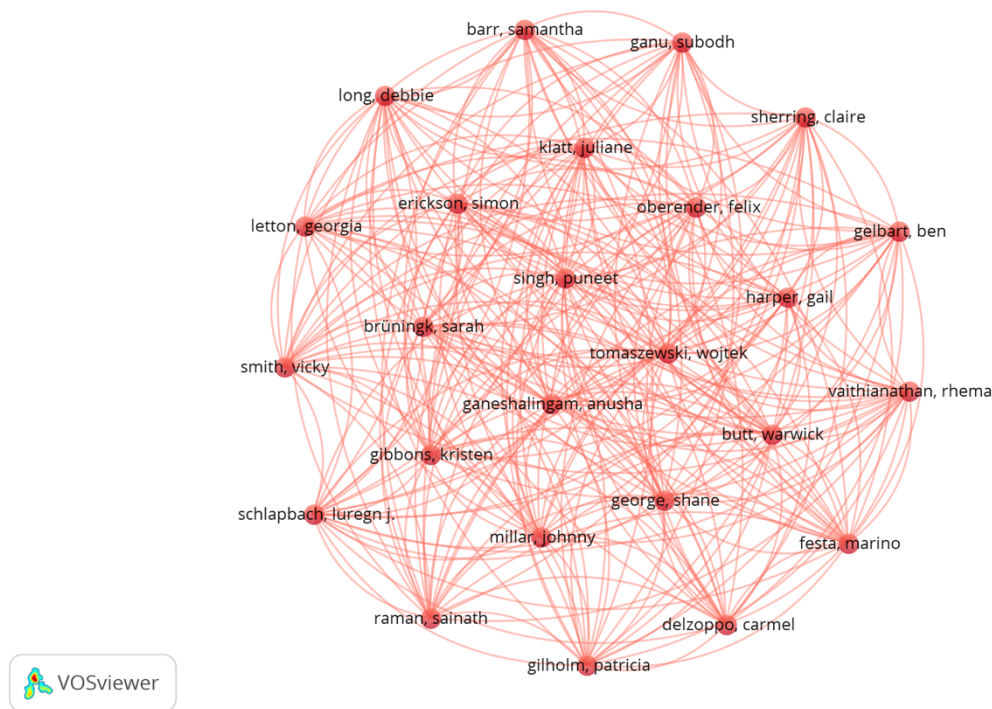 barr, samantha
ganu, subodh
long, debbie
sherring, claire
klatt, juliane
erickson, simon
oberender, felix
letton, georgia
gelbart, ben
singh, puneet
harper, gail
brüningk, sarah
tomaszewski, wojtek
smith, vicky
vaithianathan, rhema
ganeshalingam, anusha
butt, warwick
gibbons, kristen
george, shane
schlapbach, luregn j.
millar, johnny
festa, marino
raman, sainath
delzoppo, carmel
gilholm, patricia
VOSviewer